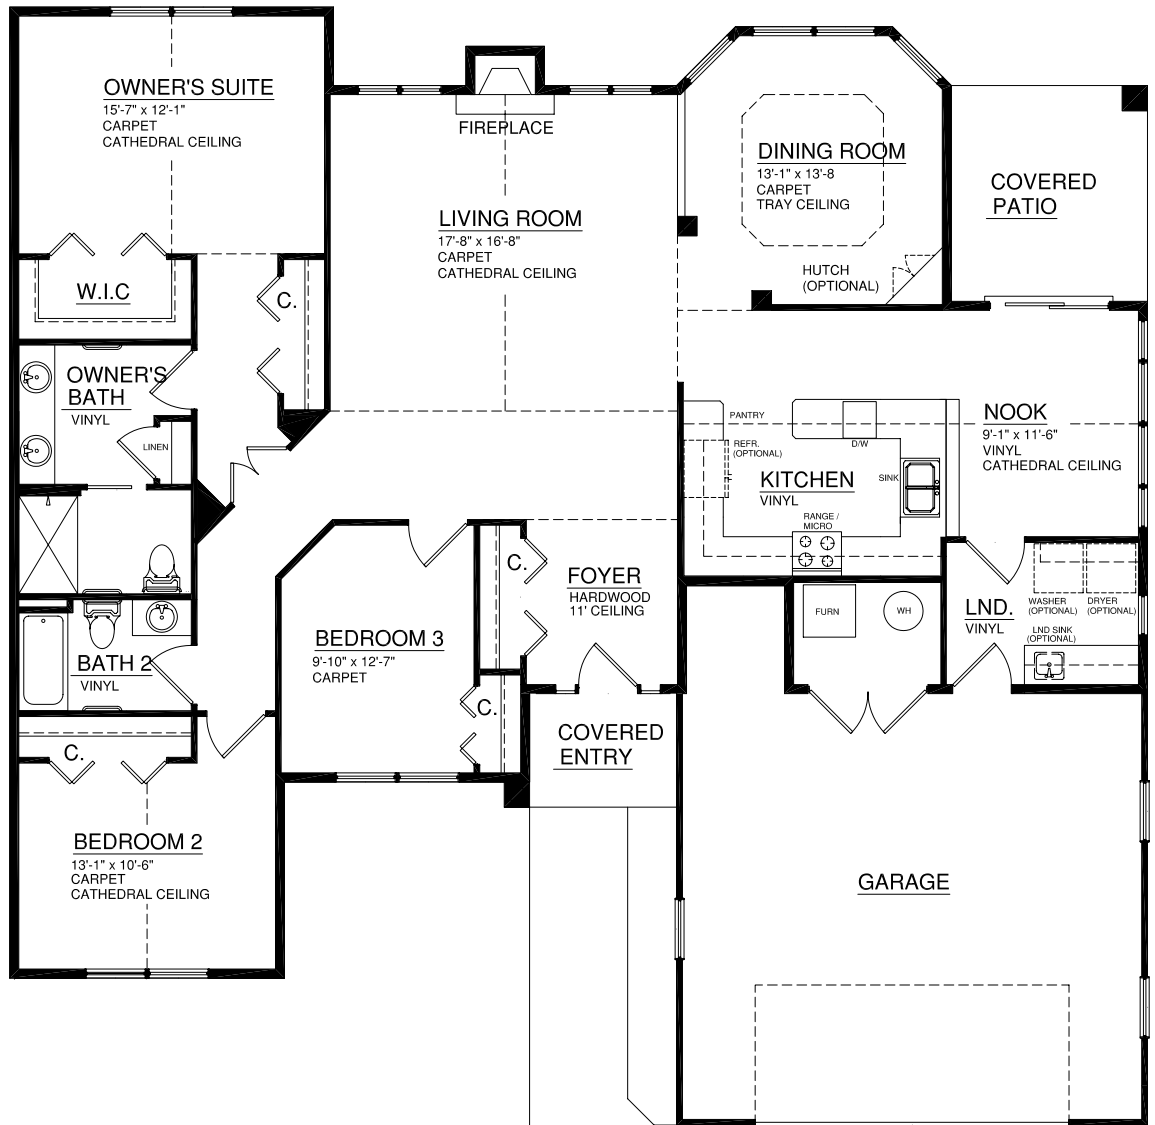 OWNER'S SUITE
15'-7" x 12'-1"
CARPET
CATHEDRAL CEILING
FIREPLACE
LIVING ROOM
17'-8" x 16'-8"
CARPET
CATHEDRAL CEILING
DINING ROOM
13'-1" x 13'-8
CARPET
TRAY CEILING
HUTCH
(OPTIONAL)
COVERED
PATIO
W.I.C
C.
OWNER'S
BATH
VINYL
LINEN
PANTRY
REFR.
(OPTIONAL)
D/W
SINK
KITCHEN
VINYL
RANGE /
MICRO
NOOK
9'-1" x 11'-6"
VINYL
CATHEDRAL CEILING
C.
FOYER
HARDWOOD
11' CEILING
FURN
WH
LND.
VINYL
WASHER
(OPTIONAL)
DRYER
(OPTIONAL)
LND SINK
(OPTIONAL)
BATH 2
VINYL
BEDROOM 3
9'-10" x 12'-7"
CARPET
C.
COVERED
ENTRY
C.
BEDROOM 2
13'-1" x 10'-6"
CARPET
CATHEDRAL CEILING
GARAGE